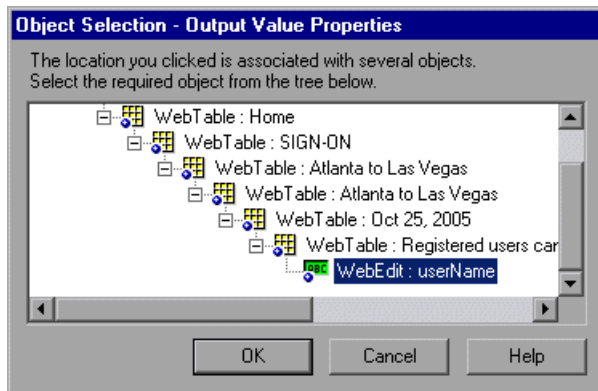 Object Selection - Output Value Properties
The location you clicked is associated with several objects.
Select the required object from the tree below.
WebTable : Home
WebTable : SIGN-ON
WebTable : Atlanta to Las Vegas
WebTable : Atlanta to Las Vegas
WebTable : Oct 25, 2005
WebTable : Registered users car
ABC WebEdit : userName
OK Cancel Help